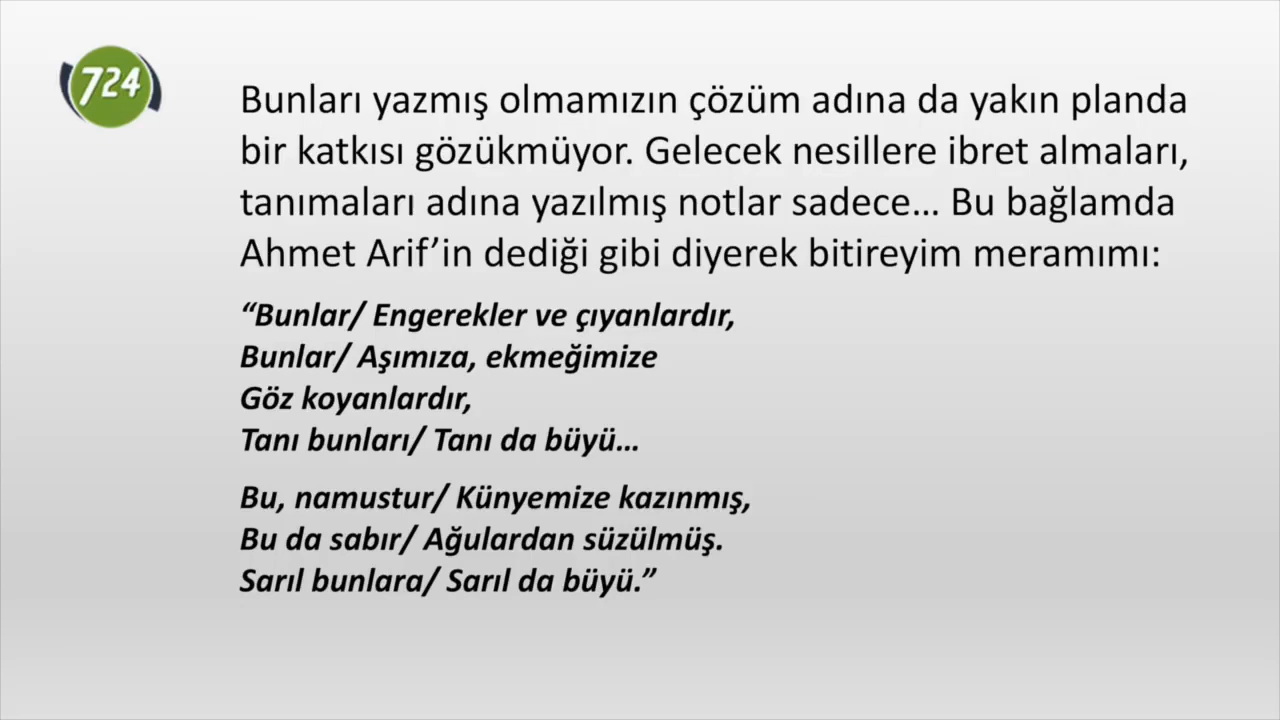 724
Bunları yazmış olmamızın çözüm adına da yakın planda
bir katkısı gözükmüyor. Gelecek nesillere ibret almaları,
tanımaları adına yazılmış notlar sadece… Bu bağlamda
Ahmet Arif’in dediği gibi diyerek bitireyim meramımı:
“Bunlar/ Engerekler ve çıyanlardır,
Bunlar/ Aşımıza, ekmeğimize
Göz koyanlardır,
Tanı bunları/ Tanı da büyü…
Bu, namustur/ Künyemize kazınmış,
Bu da sabır/ Ağulardan süzülmüş.
Sarıl bunlara/ Sarıl da büyü.”